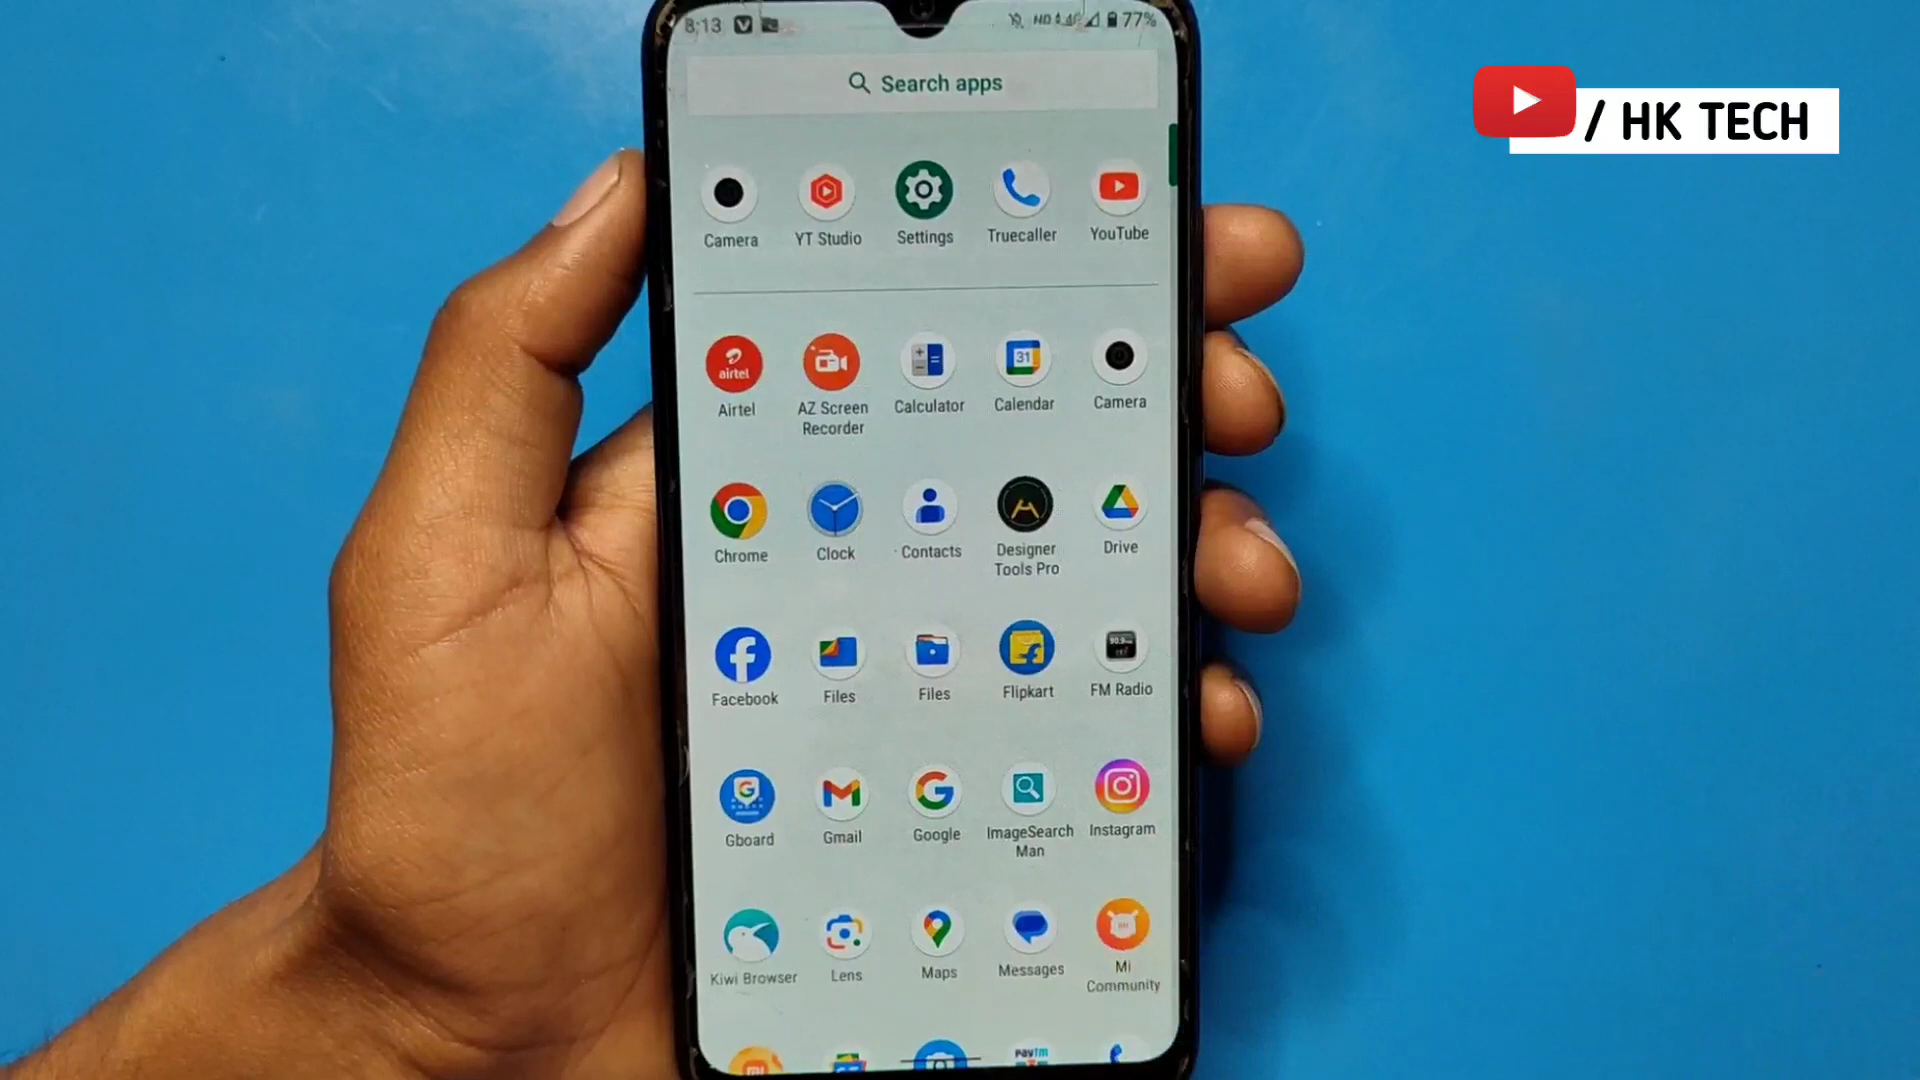 8:13
77%
/ HK TECH
Search apps
Camera YT Studio Settings Truecaller YouTube
airtel
31
Airtel AZ Screen Calculator Calendar Camera
Recorder
Chrome Clock Contacts Designer Drive
Tools Pro
Facebook Files Files Flipkart FM Radio
Gboard Gmail Google ImageSearch Instagram
Man
Kiwi Browser Lens Maps Messages Mi
Community
paytm